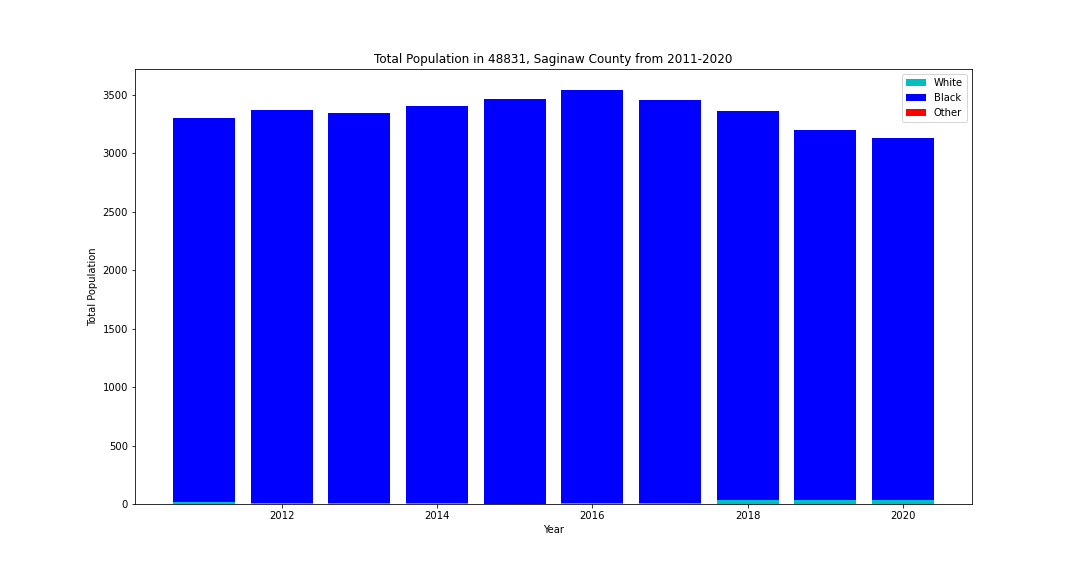 Total Population in 48831, Saginaw County from 2011-2020
White
Black
Other
3500
3000
2500
2000
1500
1000
500
0
Total Population
2012
2014
2016
2018
2020
Year